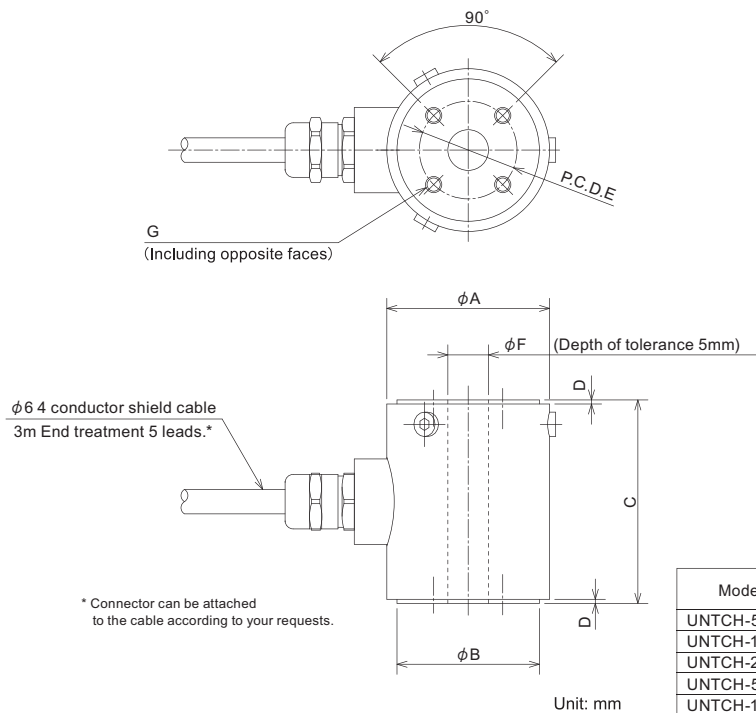 90°
P.C.D.E
G
(Including opposite faces)
φA
φF (Depth of tolerance 5mm)
D
φ6 4 conductor shield cable
3m End treatment 5 leads.*
C
* Connector can be attached
to the cable according to your requests.
D
φB
Unit: mm
Mode
UNTCH-5
UNTCH-1
UNTCH-2
UNTCH-5
UNTCH-1